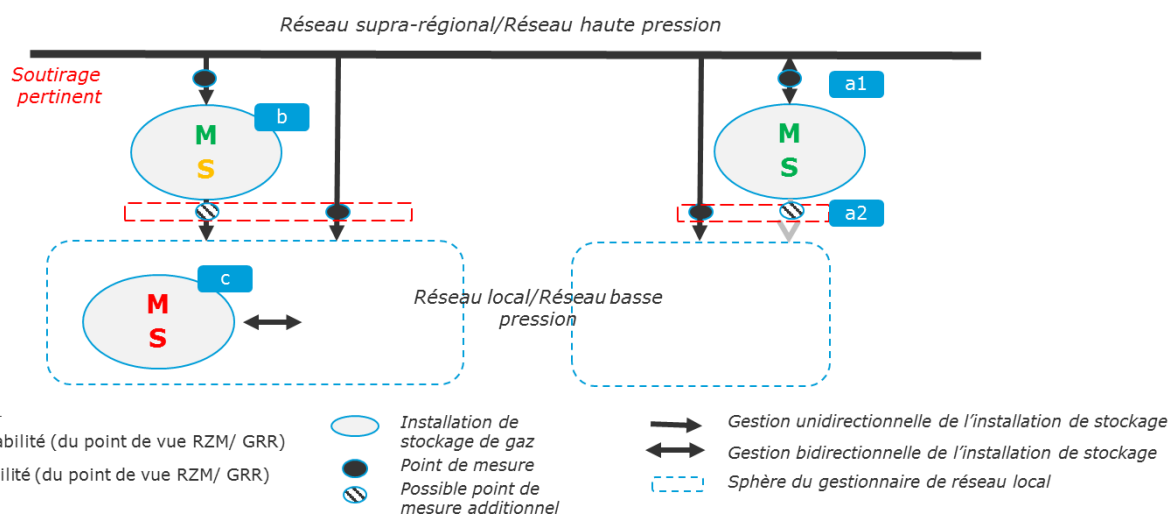 Réseau supra-régional/Réseau haute pression
Soutirage
pertinent
a1
b
M
S
M
S
a2
c
M
S
Réseau local/Réseau basse
pression
abilité (du point de vue RZM/ GRR)
ilité (du point de vue RZM/ GRR)
Installation de
stockage de gaz
Point de mesure
Possible point de
mesure additionnel
Gestion unidirectionnelle de l'installation de stockage
Gestion bidirectionnelle de l'installation de stockage
Sphère du gestionnaire de réseau local